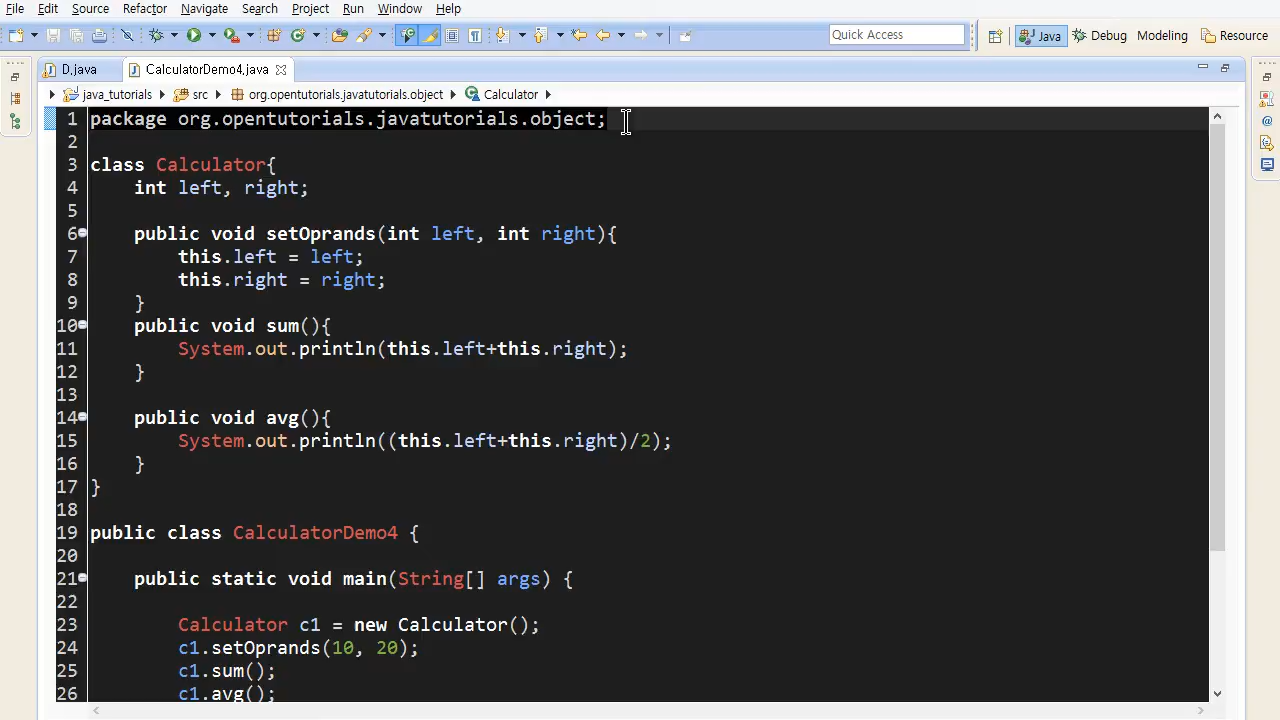 File Edit Source Refactor Navigate Search Project Run Window Help
Quick Access
Java
Debug
Modeling
Resource
D.java
CalculatorDemo4.java
java_tutorials
src
org.opentutorials.javatutorials.object
Calculator
1 package org.opentutorials.javatutorials.object;
2
3 class Calculator{
4 int left, right;
5
6 public void setOprands(int left, int right){
7 this.left = left;
8 this.right = right;
9 }
10 public void sum(){
11 System.out.println(this.left+this.right);
12 }
13
14 public void avg(){
15 System.out.println((this.left+this.right)/2);
16 }
17 }
18
19 public class CalculatorDemo4 {
20
21 public static void main(String[] args) {
22
23 Calculator c1 = new Calculator();
24 c1.setOprands(10, 20);
25 c1.sum();
26 c1.avg();